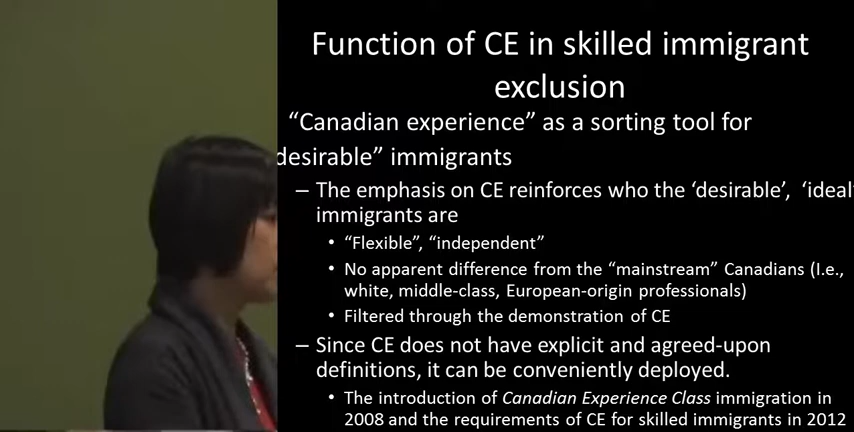 Function of CE in skilled immigrant
exclusion
“Canadian experience” as a sorting tool for
desirable” immigrants
– The emphasis on CE reinforces who the ‘desirable’, ‘ideal’
immigrants are
• “Flexible”, “independent”
• No apparent difference from the “mainstream” Canadians (I.e.,
white, middle-class, European-origin professionals)
• Filtered through the demonstration of CE
– Since CE does not have explicit and agreed-upon
definitions, it can be conveniently deployed.
• The introduction of Canadian Experience Class immigration in
2008 and the requirements of CE for skilled immigrants in 2012